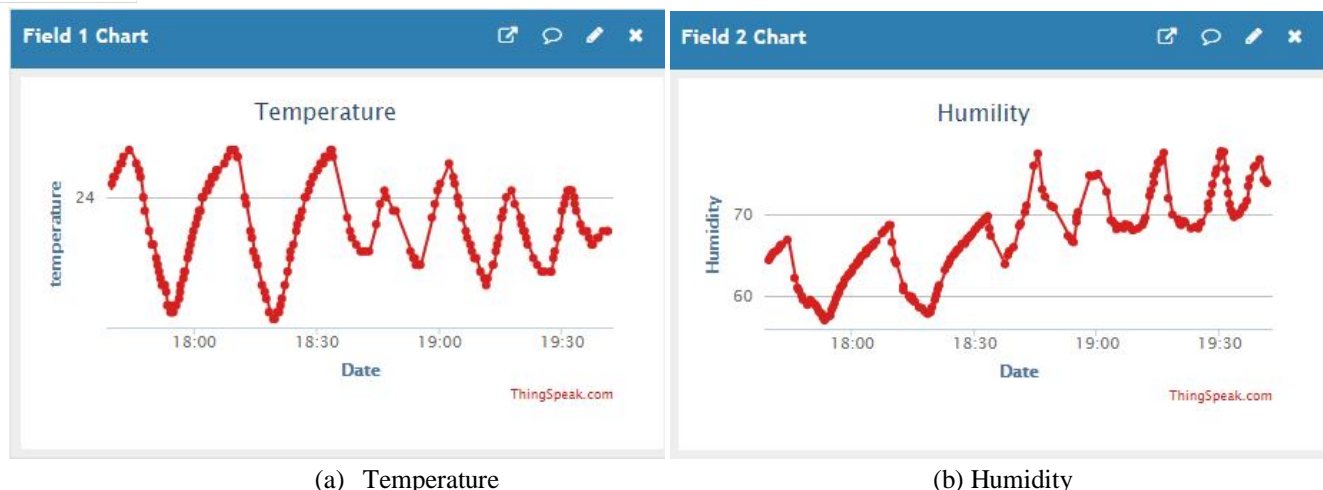 Field 1 Chart
Temperature
temperature
24
18:00 18:30 19:00 19:30
Date
ThingSpeak.com
(a) Temperature
Field 2 Chart
Humility
Humidity
70
60
18:00 18:30 19:00 19:30
Date
ThingSpeak.com
(b) Humidity